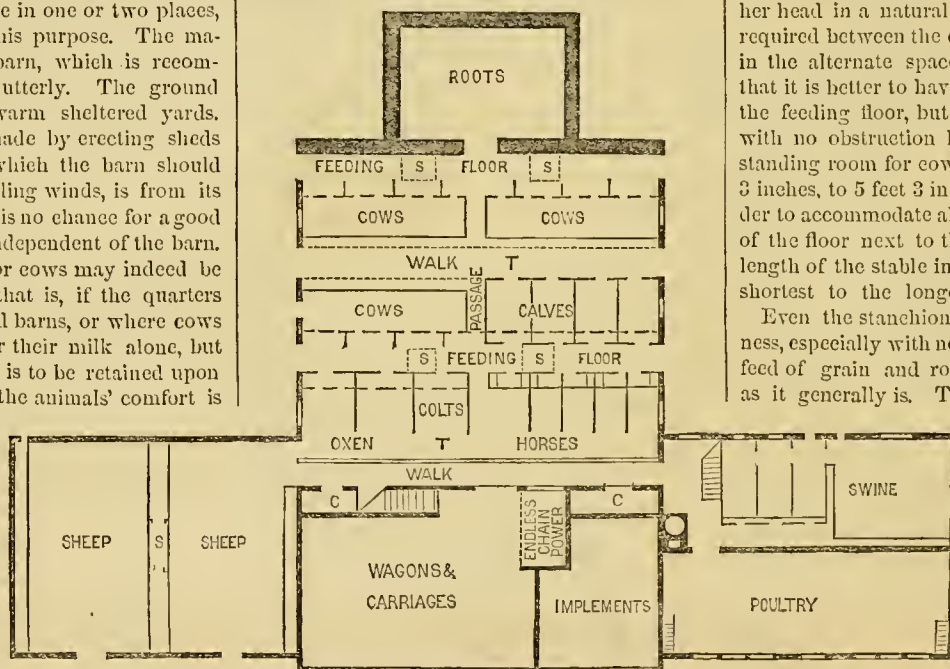 e in one or two places,
his purpose. The ma-
barn, which is recom-
utterly. The ground
warm sheltered yards.
nade by erecting sheds
which the barn should
ling winds, is from its
is no chance for a good
dependent of the barn.
or cows may indeed be
that is, if the quarters
l barns, or where cows
r their milk alone, but
is to be retained upon
the animals' comfort is
her head in a natural
required between the
in the alternate space
that it is better to hav
the feeding floor, but
with no obstruction
standing room for cow
3 inches, to 5 feet 3 in
der to accommodate a
of the floor next to th
length of the stable in
shortest to the longe
Even the stanchion
ness, especially with no
feed of grain and ro
as it generally is. T
ROOTS
FEEDING S FLOOR S
COWS COWS
WALK T
COWS PASSAGE CALVES
S FEEDING S FLOOR
COLTS
OXEN T HORSES
WALK
C C
SHEEP S SHEEP
WAGONS &
CARRIAGES
ENDLESS
CHAIN
POWER
IMPLEMENTS
SWINE
POULTRY